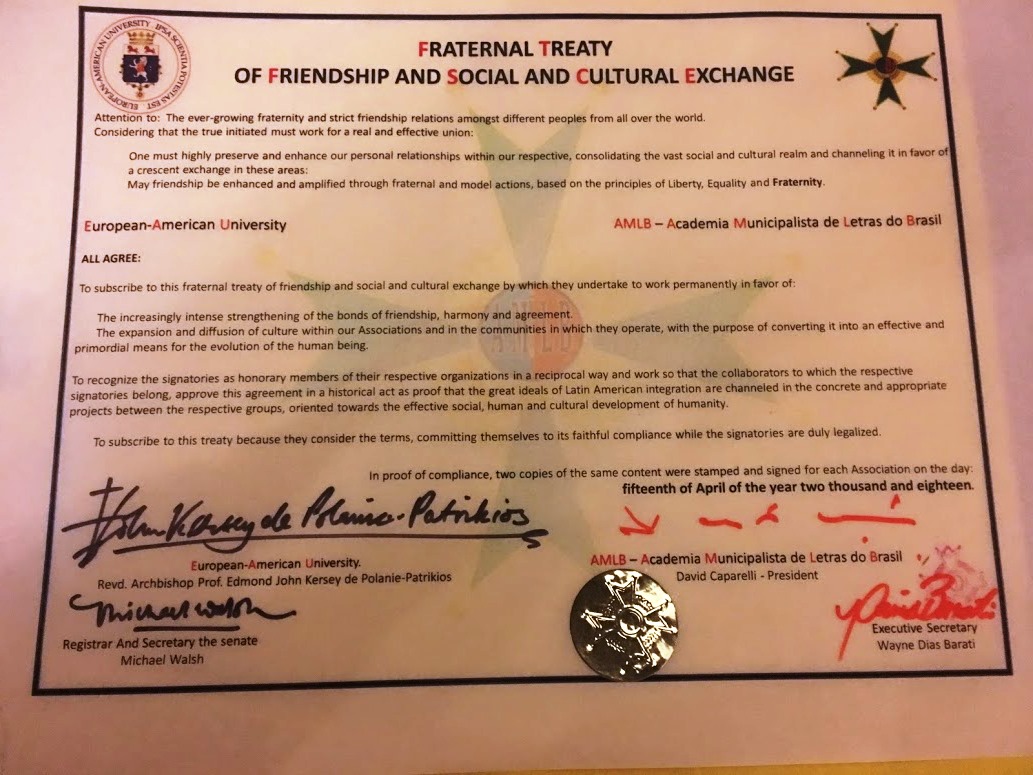 EUROPEAN-AMERICAN UNIVERSITY · IPSA SCIENTIA POTESTAS EST
FRATERNAL TREATY
OF FRIENDSHIP AND SOCIAL AND CULTURAL EXCHANGE
Attention to: The ever-growing fraternity and strict friendship relations amongst different peoples from all over the world.
Considering that the true initiated must work for a real and effective union:
One must highly preserve and enhance our personal relationships within our respective, consolidating the vast social and cultural realm and channeling it in favor of
a crescent exchange in these areas:
May friendship be enhanced and amplified through fraternal and model actions, based on the principles of Liberty, Equality and Fraternity.
European-American University
AMLB – Academia Municipalista de Letras do Brasil
ALL AGREE:
To subscribe to this fraternal treaty of friendship and social and cultural exchange by which they undertake to work permanently in favor of:
The increasingly intense strengthening of the bonds of friendship, harmony and agreement.
The expansion and diffusion of culture within our Associations and in the communities in which they operate, with the purpose of converting it into an effective and
primordial means for the evolution of the human being.
AMLB
To recognize the signatories as honorary members of their respective organizations in a reciprocal way and work so that the collaborators to which the respective
signatories belong, approve this agreement in a historical act as proof that the great ideals of Latin American integration are channeled in the concrete and appropriate
projects between the respective groups, oriented towards the effective social, human and cultural development of humanity.
To subscribe to this treaty because they consider the terms, committing themselves to its faithful compliance while the signatories are duly legalized.
In proof of compliance, two copies of the same content were stamped and signed for each Association on the day:
fifteenth of April of the year two thousand and eighteen.
John Kersey de Polanie-Patrikios
European-American University.
Revd. Archbishop Prof. Edmond John Kersey de Polanie-Patrikios
AMLB – Academia Municipalista de Letras do Brasil
David Caparelli - President
Michael Walsh
Registrar And Secretary the senate
Michael Walsh
Executive Secretary
Wayne Dias Barati